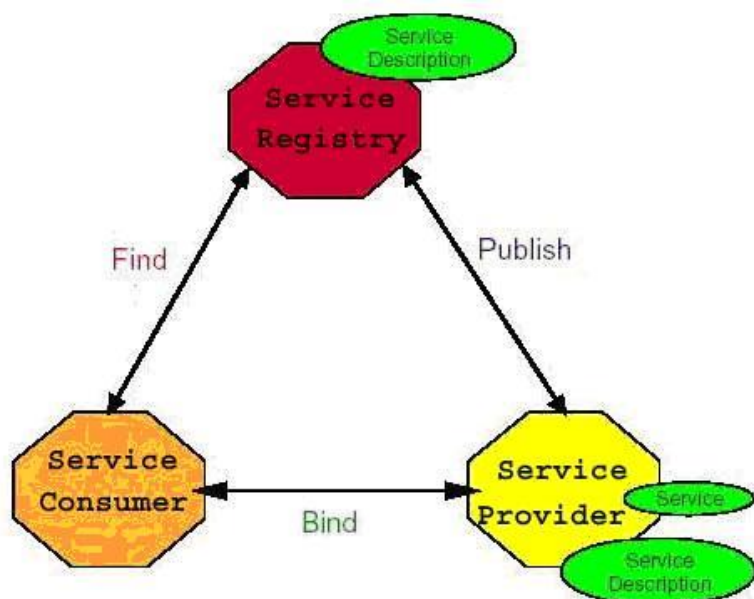 Service
Description
Service
Registry
Find
Publish
Service
Consumer
Bind
Service
Provider
Service
Service
Description